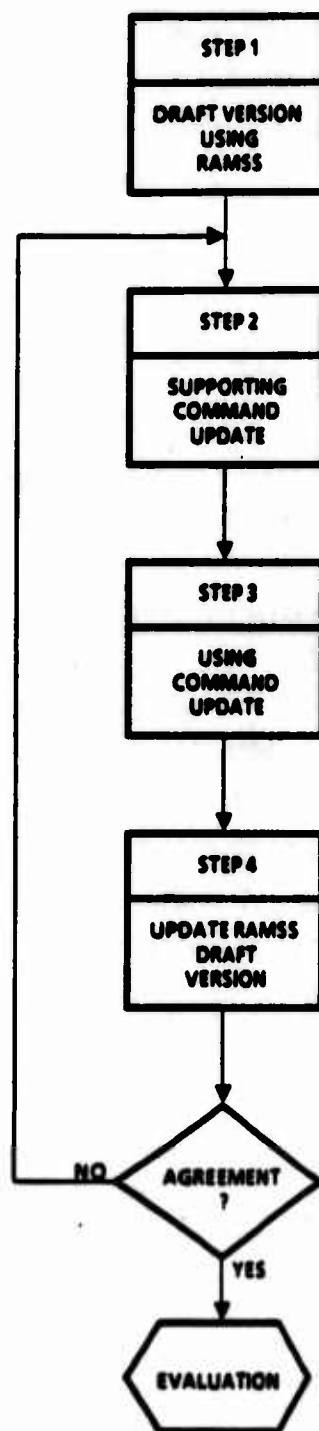 STEP 1
DRAFT VERSION
USING
RAMSS
STEP 2
SUPPORTING
COMMAND
UPDATE
STEP 3
USING
COMMAND
UPDATE
STEP 4
UPDATE RAMSS
DRAFT
VERSION
NO
AGREEMENT
?
YES
EVALUATION